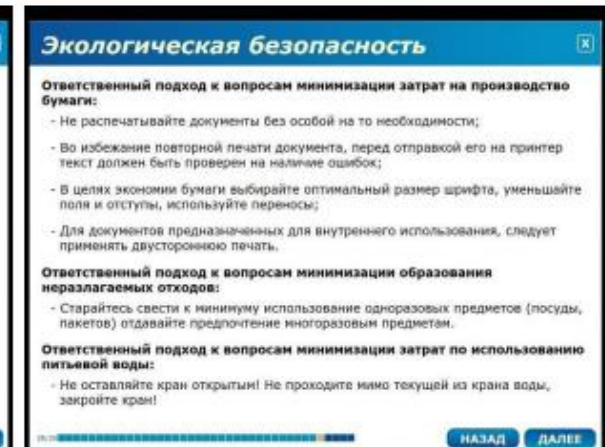 Экологическая безопасность
X
Ответственный подход к вопросам минимизации затрат на производство
бумаги:
- Не распечатывайте документы без особой на то необходимости;
- Во избежание повторной печати документа, перед отправкой его на принтер
текст должен быть проверен на наличие ошибок;
- В целях экономии бумаги выбирайте оптимальный размер шрифта, уменьшайте
поля и отступы, используйте переносы;
- Для документов предназначенных для внутреннего использования, следует
применять двустороннюю печать.
Ответственный подход к вопросам минимизации образования
неразлагаемых отходов:
- Старайтесь свести к минимуму использование одноразовых предметов (посуды,
пакетов) отдавайте предпочтение многоразовым предметам.
Ответственный подход к вопросам минимизации затрат по использованию
питьевой воды:
- Не оставляйте кран открытым! Не проходите мимо текущей из крана воды,
закройте кран!
НАЗАД ДАЛЕЕ